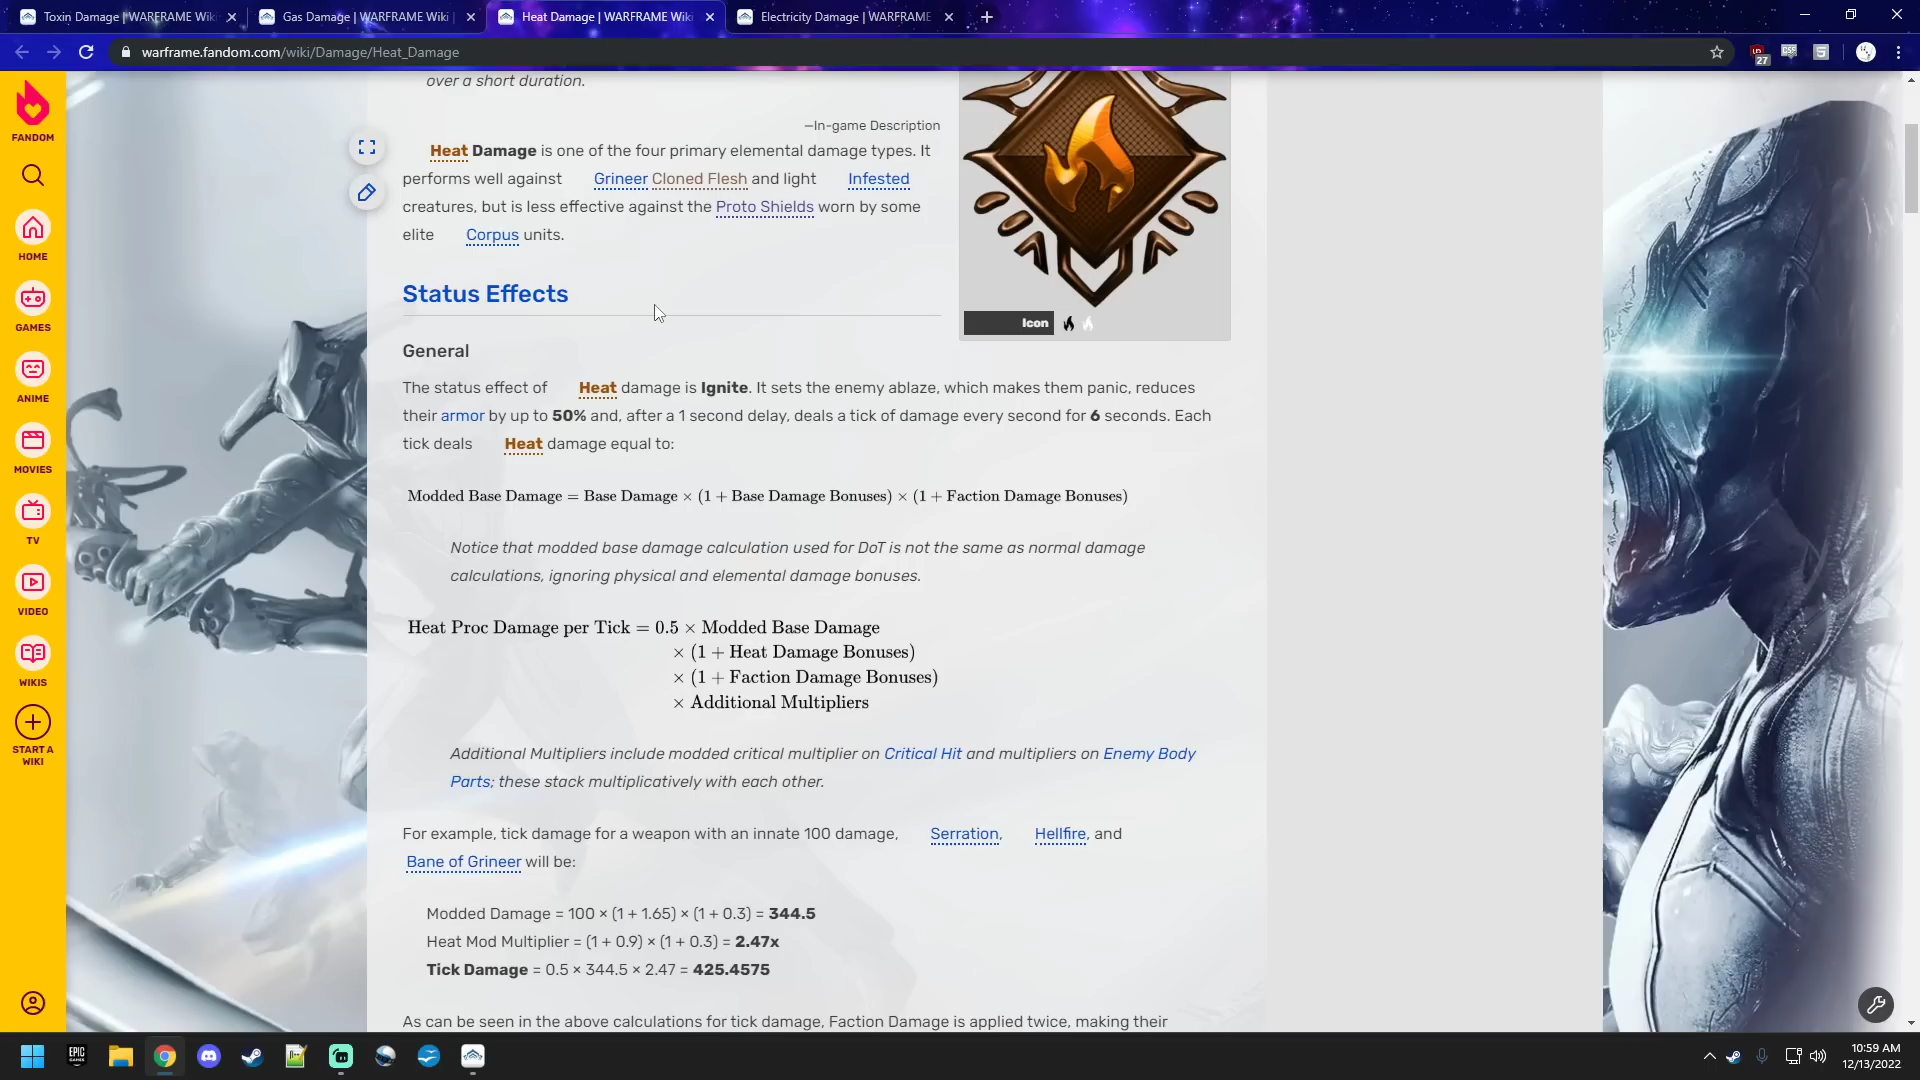 Toxin Damage | WARFRAME Wiki
Gas Damage | WARFRAME Wiki |
Heat Damage | WARFRAME Wiki
Electricity Damage | WARFRAME
warframe.fandom.com/wiki/Damage/Heat_Damage
27
FANDOM
HOME
GAMES
ANIME
MOVIES
TV
VIDEO
WIKIS
START A
WIKI
over a short duration.
—In-game Description
Heat Damage is one of the four primary elemental damage types. It
performs well against Grineer Cloned Flesh and light Infested
creatures, but is less effective against the Proto Shields worn by some
elite Corpus units.
Icon
Status Effects
General
The status effect of Heat damage is Ignite. It sets the enemy ablaze, which makes them panic, reduces
their armor by up to 50% and, after a 1 second delay, deals a tick of damage every second for 6 seconds. Each
tick deals Heat damage equal to:
Modded Base Damage = Base Damage × (1 + Base Damage Bonuses) × (1 + Faction Damage Bonuses)
Notice that modded base damage calculation used for DoT is not the same as normal damage
calculations, ignoring physical and elemental damage bonuses.
Heat Proc Damage per Tick = 0.5 × Modded Base Damage
× (1 + Heat Damage Bonuses)
× (1 + Faction Damage Bonuses)
× Additional Multipliers
Additional Multipliers include modded critical multiplier on Critical Hit and multipliers on Enemy Body
Parts; these stack multiplicatively with each other.
For example, tick damage for a weapon with an innate 100 damage, Serration, Hellfire, and
Bane of Grineer will be:
Modded Damage = 100 × (1 + 1.65) × (1 + 0.3) = 344.5
Heat Mod Multiplier = (1 + 0.9) × (1 + 0.3) = 2.47x
Tick Damage = 0.5 × 344.5 × 2.47 = 425.4575
As can be seen in the above calculations for tick damage, Faction Damage is applied twice, making their
EPIC
10:59 AM
12/13/2022